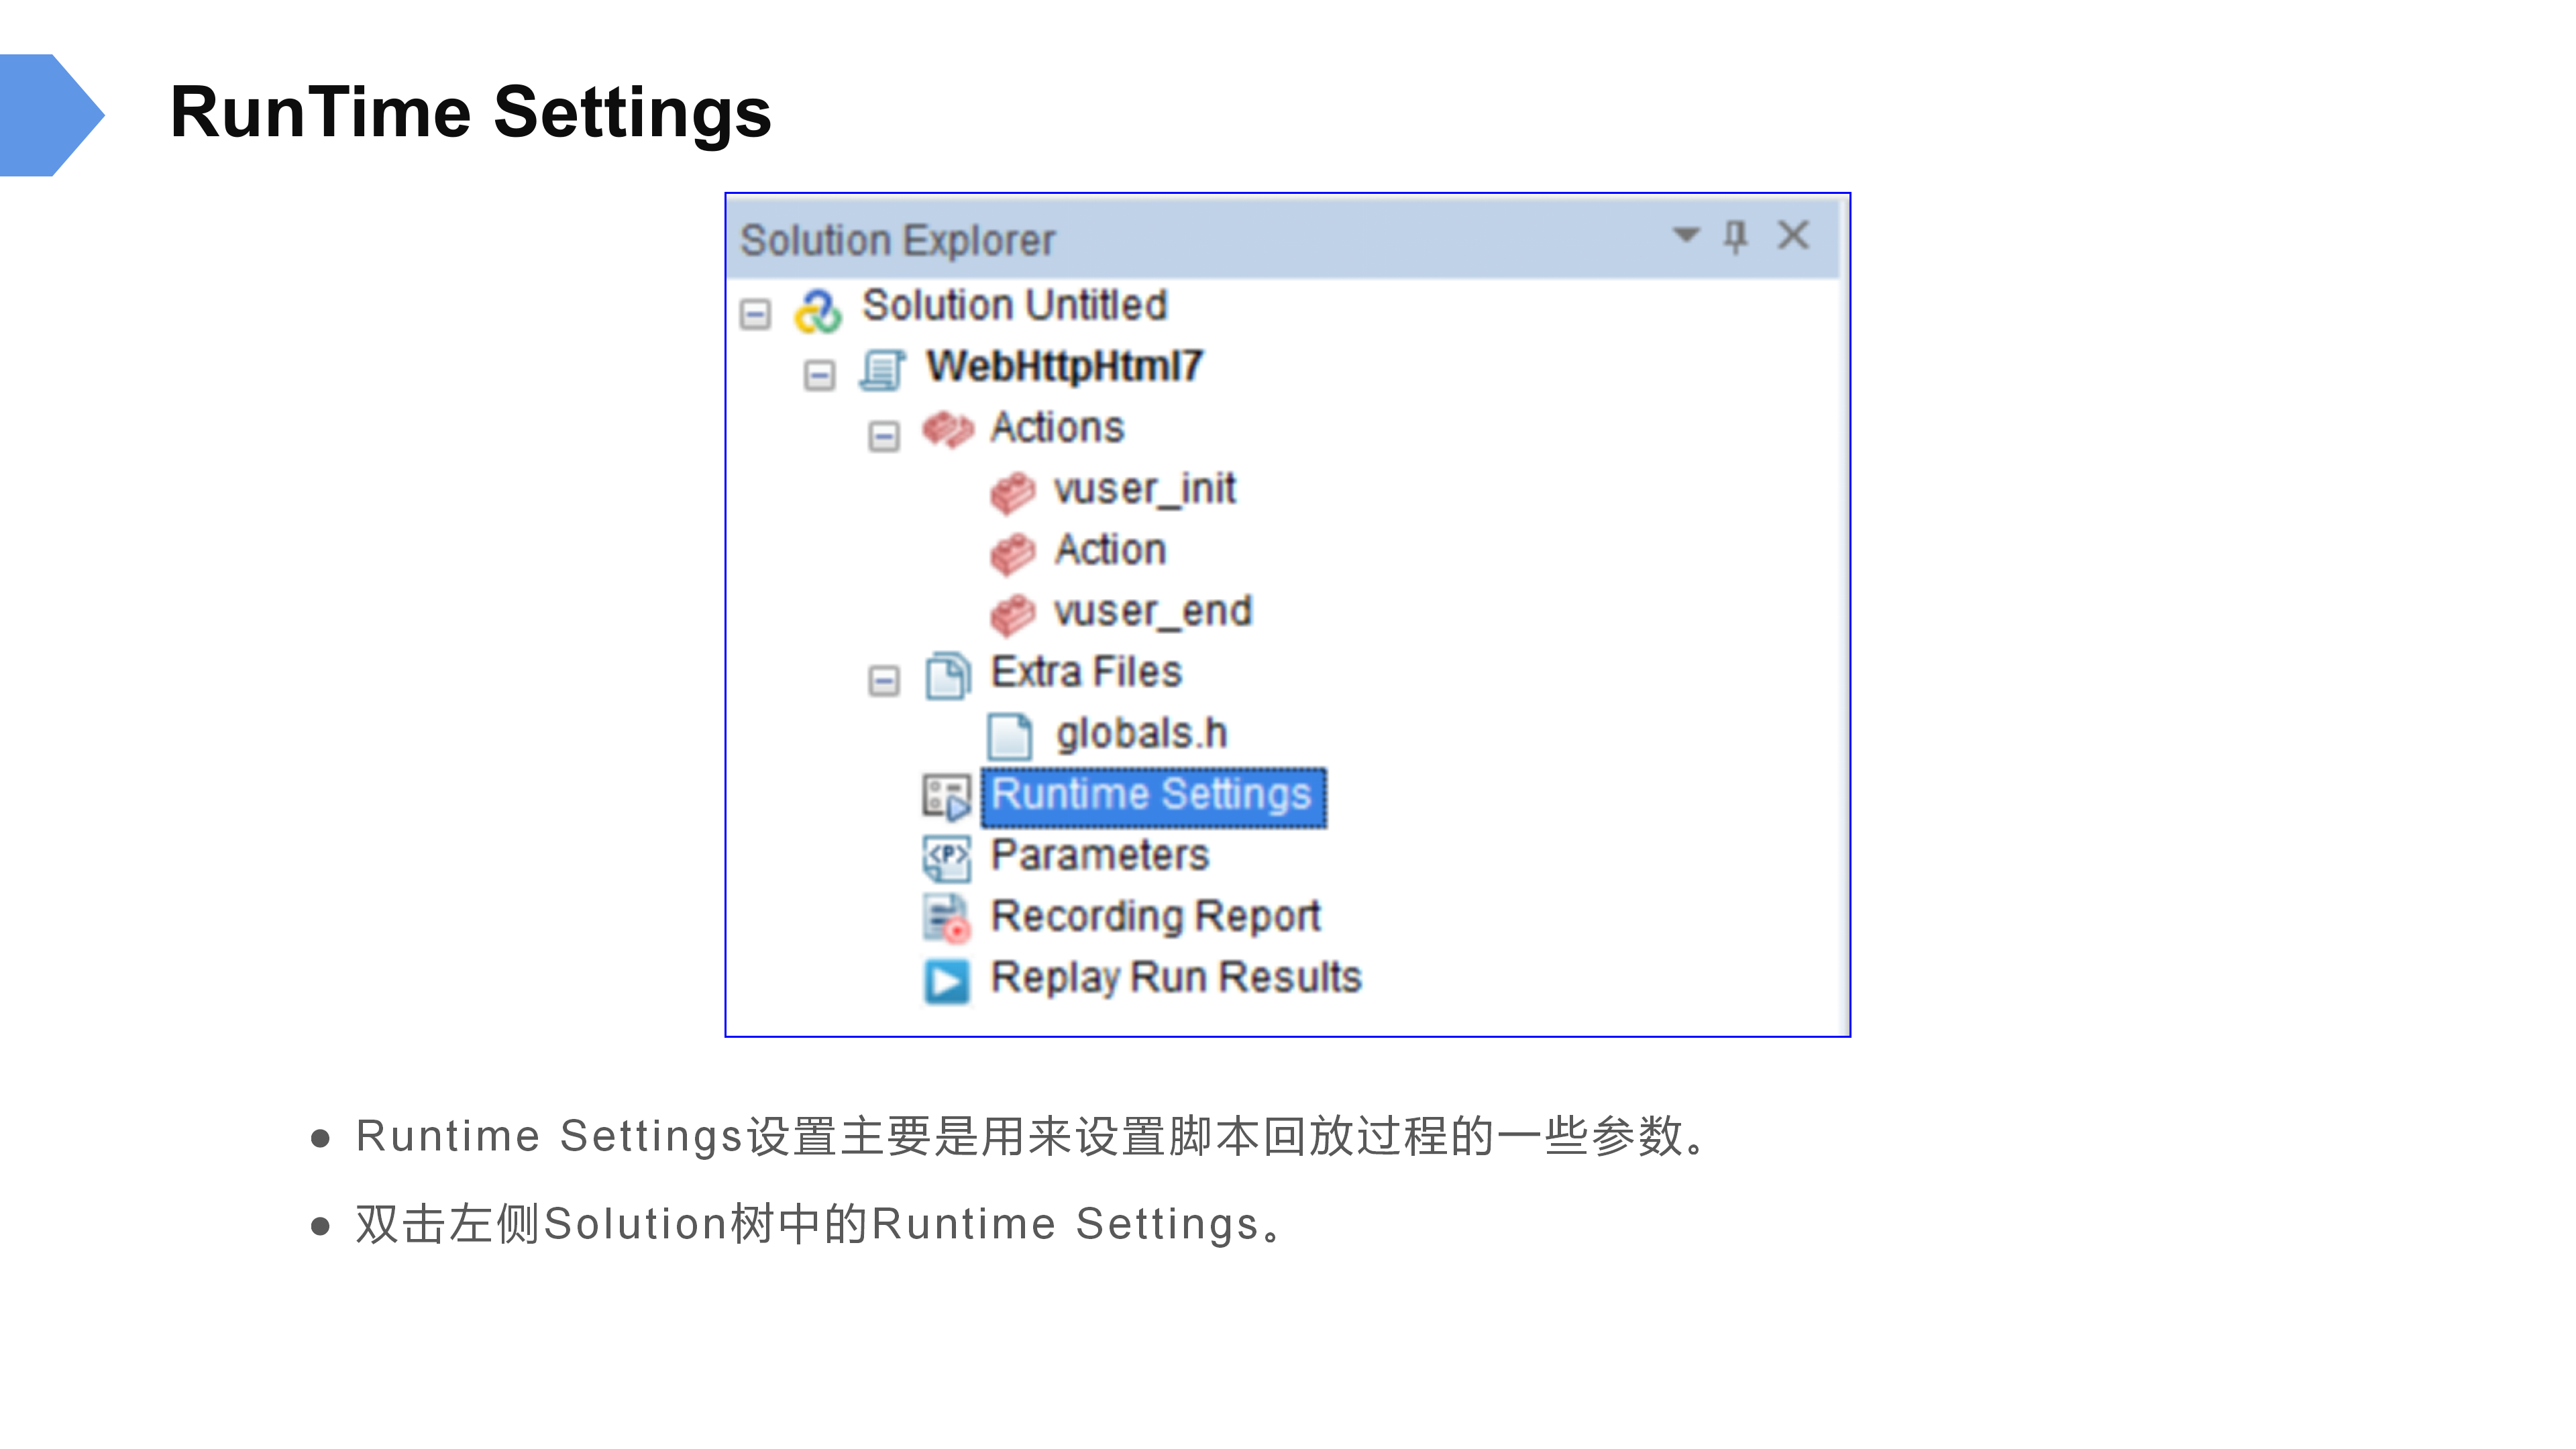 RunTime Settings
Solution Explorer
Solution Untitled
WebHttpHtml7
Actions
vuser_init
Action
vuser_end
Extra Files
globals.h
Runtime Settings
<P>
Parameters
Recording Report
Replay Run Results
● Runtime Settings设置主要是用来设置脚本回放过程的一些参数。
● 双击左侧Solution树中的Runtime Settings。